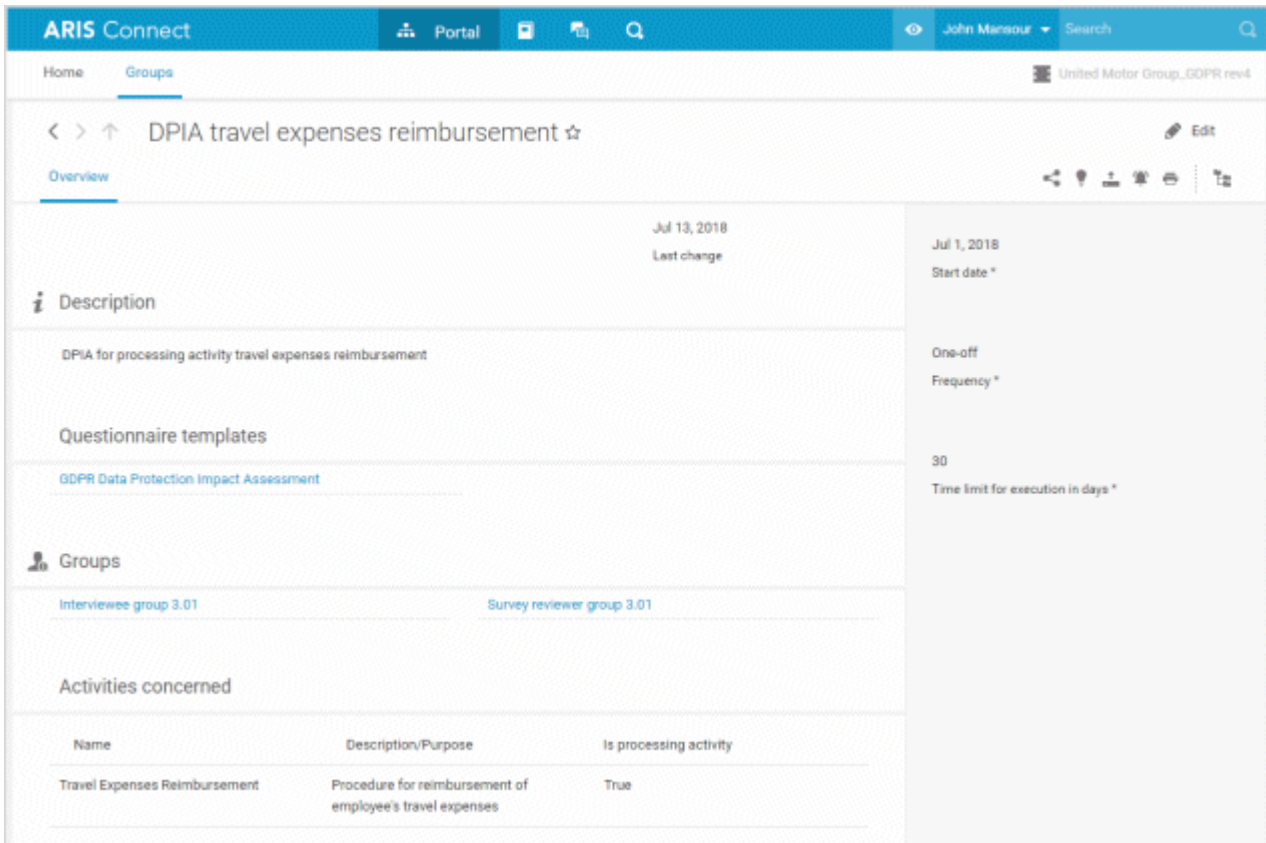 ARIS Connect
Portal
John Mansour
Search
Home
Groups
United Motor Group_GDPR rev4
DPIA travel expenses reimbursement
Edit
Overview
Jul 13, 2018
Last change
Jul 1, 2018
Start date *
Description
DPIA for processing activity travel expenses reimbursement
One-off
Frequency *
Questionnaire templates
GDPR Data Protection Impact Assessment
30
Time limit for execution in days *
Groups
Interviewee group 3.01
Survey reviewer group 3.01
Activities concerned
Name
Description/Purpose
Is processing activity
Travel Expenses Reimbursement
Procedure for reimbursement of
employee's travel expenses
True